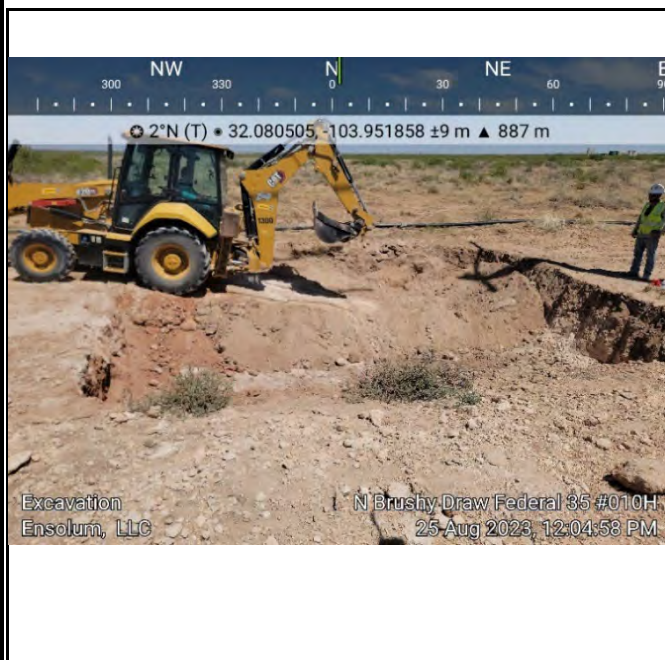 NW N NE E
300 330 0 30 60 90
2°N (T) ● 32.080505, -103.951858 ±9 m ▲ 887 m
CAT
Excavation
N Brushy Draw Federal 35 #010H
Ensolum, LLC
25 Aug 2023, 12:04:58 PM